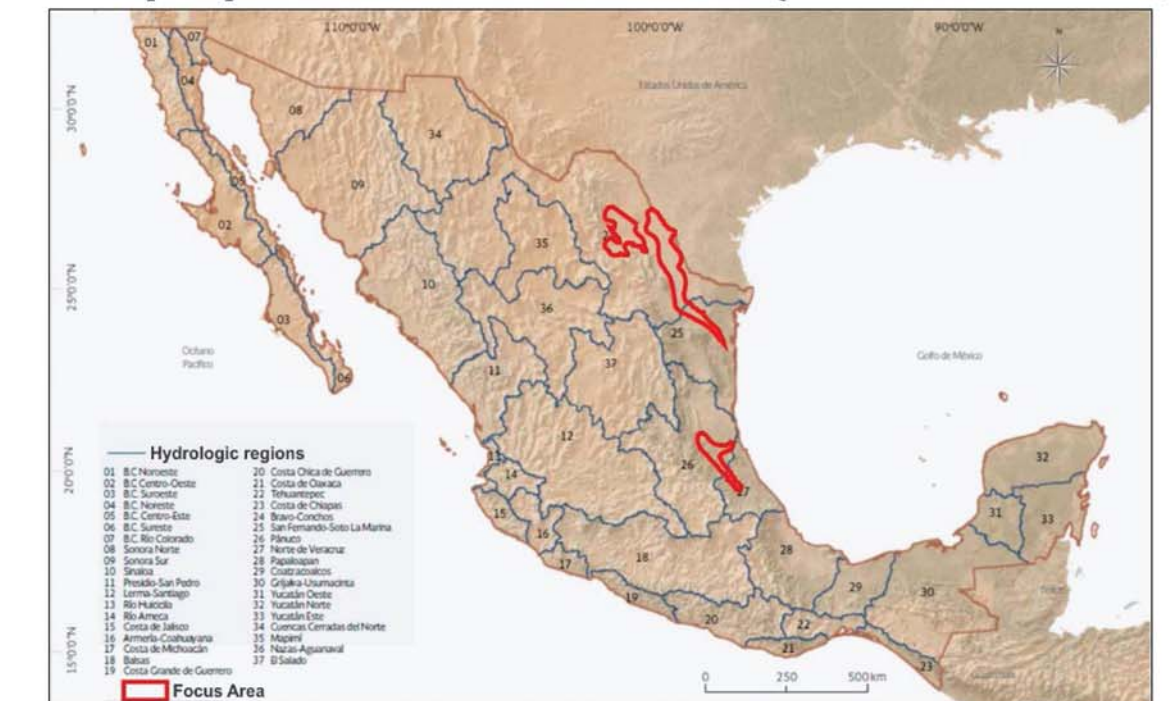 110°0'0"W 100°0'0"W 90°0'0"W
N
01 07
04
Estados Unidos de América
30°0'0"N
08
34
09
05
02
35
10
25°0'0"N
36
03
25
37
Océano
Pacífico
Golfo de México
06
11
12
26
20°0'0"N
27
32
13
14
31
33
15
16
18
28
17
29
30
19
20
22
21
23
15°0'0"N
Hydrologic regions
01 B.C. Noroeste
02 B.C. Centro-Oeste
03 B.C. Suroeste
04 B.C. Noreste
05 B.C. Centro-Este
06 B.C. Sureste
07 B.C. Río Colorado
08 Sonora Norte
09 Sonora Sur
10 Sinaloa
11 Presidio-San Pedro
12 Lerma-Santiago
13 Río Huicicila
14 Río Ameca
15 Costa de Jalisco
16 Armería-Coahuayana
17 Costa de Michoacán
18 Balsas
19 Costa Grande de Guerrero
20 Costa Chica de Guerrero
21 Costa de Oaxaca
22 Tehuantepec
23 Costa de Chiapas
24 Bravo-Conchos
25 San Fernando-Soto La Marina
26 Pánuco
27 Norte de Veracruz
28 Papaloapan
29 Coatzacoalcos
30 Grijalva-Usumacinta
31 Yucatán Oeste
32 Yucatán Norte
33 Yucatán Este
34 Cuencas Cerradas del Norte
35 Mapimí
36 Nazas-Aguanaval
37 El Salado
Focus Area
0 250 500 km